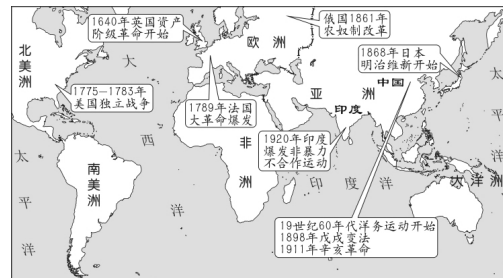 1640年英国资产
阶级革命开始
俄国1861年
农奴制改革
1868年日本
明治维新开始
北美洲
欧洲
1775—1783年
美国独立战争
大
西
洋
1789年法国
大革命爆发
亚洲
中国
印度
1920年印度
爆发非暴力
不合作运动
非洲
太
平
洋
南美洲
印度洋
大洋洲
太
平
洋
19世纪60年代洋务运动开始
1898年戊戌变法
1911年辛亥革命